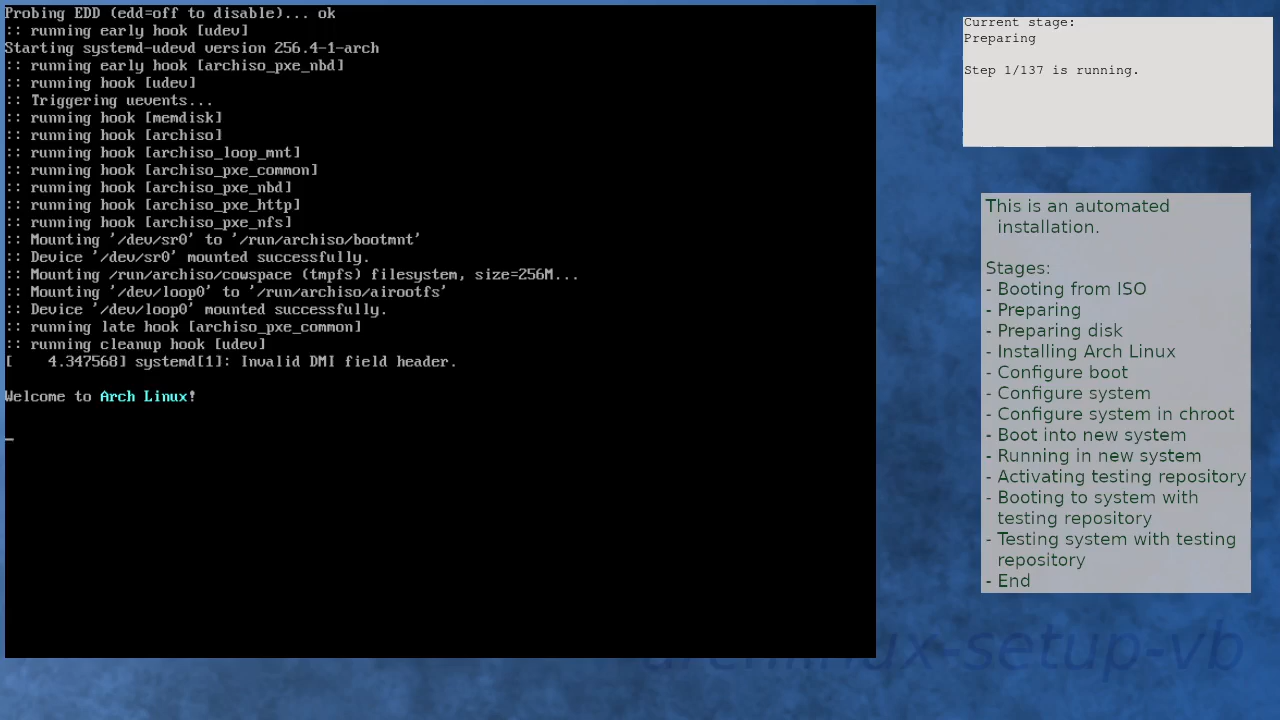 Probing EDD (edd=off to disable)... ok
:: running early hook [udev]
Starting systemd-udevd version 256.4-1-arch
:: running early hook [archiso_pxe_nbd]
:: running hook [udev]
:: Triggering uevents...
:: running hook [memdisk]
:: running hook [archiso]
:: running hook [archiso_loop_mnt]
:: running hook [archiso_pxe_common]
:: running hook [archiso_pxe_nbd]
:: running hook [archiso_pxe_http]
:: running hook [archiso_pxe_nfs]
:: Mounting '/dev/sr0' to '/run/archiso/bootmnt'
:: Device '/dev/sr0' mounted successfully.
:: Mounting /run/archiso/cowspace (tmpfs) filesystem, size=256M...
:: Mounting '/dev/loop0' to '/run/archiso/airootfs'
:: Device '/dev/loop0' mounted successfully.
:: running late hook [archiso_pxe_common]
:: running cleanup hook [udev]
[    4.347568] systemd[1]: Invalid DMI field header.
Welcome to Arch Linux!
Current stage:
Preparing
Step 1/137 is running.
This is an automated
installation.
Stages:
- Booting from ISO
- Preparing
- Preparing disk
- Installing Arch Linux
- Configure boot
- Configure system
- Configure system in chroot
- Boot into new system
- Running in new system
- Activating testing repository
- Booting to system with
testing repository
- Testing system with testing
repository
- End
archlinux-setup-vb